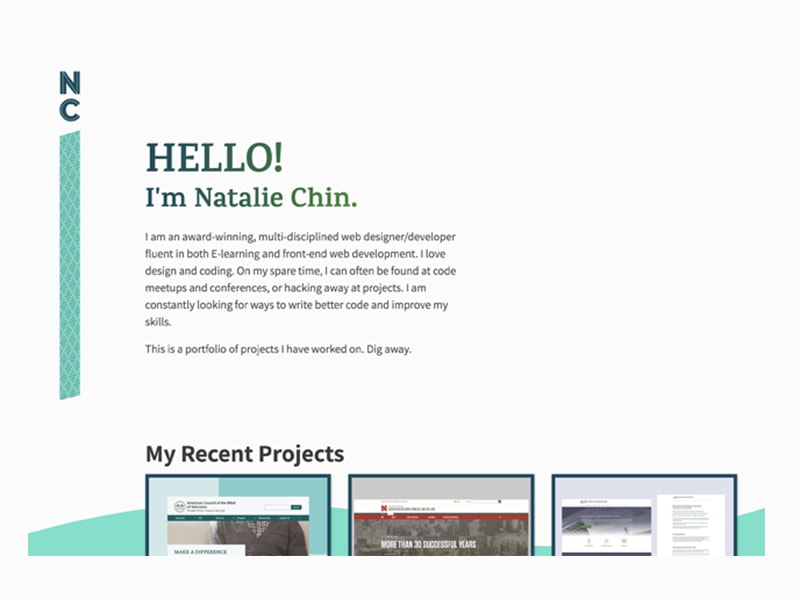 N
C
HELLO!
I'm Natalie Chin.
I am an award-winning, multi-disciplined web designer/developer
fluent in both E-learning and front-end web development. I love
design and coding. On my spare time, I can often be found at code
meetups and conferences, or hacking away at projects. I am
constantly looking for ways to write better code and improve my
skills.
This is a portfolio of projects I have worked on. Dig away.
My Recent Projects
American Council of the Blind
of Nebraska
MAKE A DIFFERENCE
N
MORE THAN 30 SUCCESSFUL YEARS